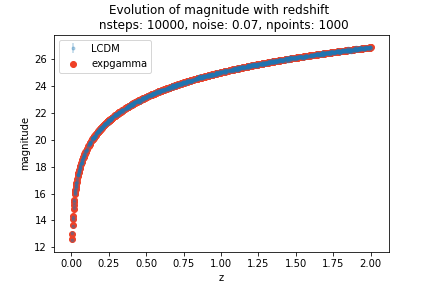 Evolution of magnitude with redshift
nsteps: 10000, noise: 0.07, npoints: 1000
LCDM
expgamma
magnitude
26
24
22
20
18
16
14
12
0.00 0.25 0.50 0.75 1.00 1.25 1.50 1.75 2.00
z